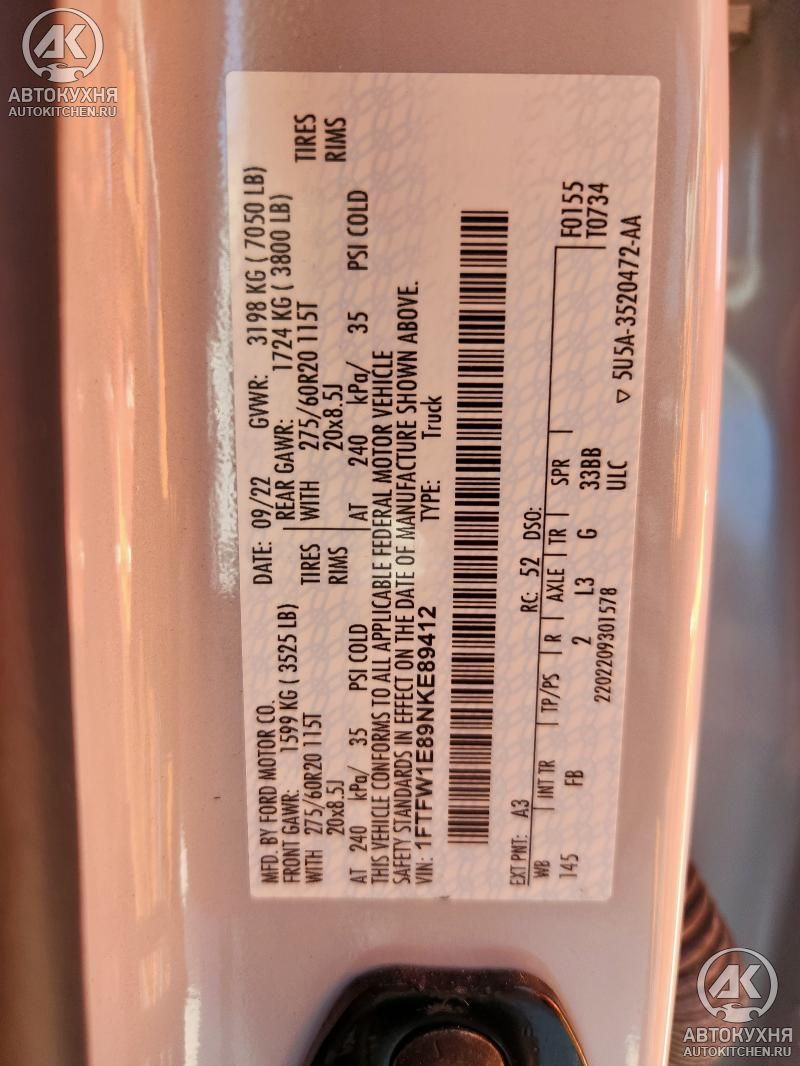 AK
АВТОКУХНЯ
AUTOKITCHEN.RU
MFD. BY FORD MOTOR CO. DATE: 09/22 GVWR: 3198 KG ( 7050 LB)
FRONT GAWR: 1599 KG ( 3525 LB) REAR GAWR: 1724 KG ( 3800 LB)
WITH 275/60R20 115T TIRES WITH 275/60R20 115T TIRES
20x8.5J RIMS 20x8.5J RIMS
AT 240 kPa/ 35 PSI COLD AT 240 kPa/ 35 PSI COLD
THIS VEHICLE CONFORMS TO ALL APPLICABLE FEDERAL MOTOR VEHICLE
SAFETY STANDARDS IN EFFECT ON THE DATE OF MANUFACTURE SHOWN ABOVE.
VIN: 1FTFW1E89NKE89412 TYPE: Truck
EXT PNT: A3 RC: 52 DSO: F0155
WB INT TR TP/PS R AXLE TR SPR T0734
145 FB 2 L3 G 33BB
ULC
2202209301578 ▽ 5U5A-3520472-AA
AK
АВТОКУХНЯ
AUTOKITCHEN.RU